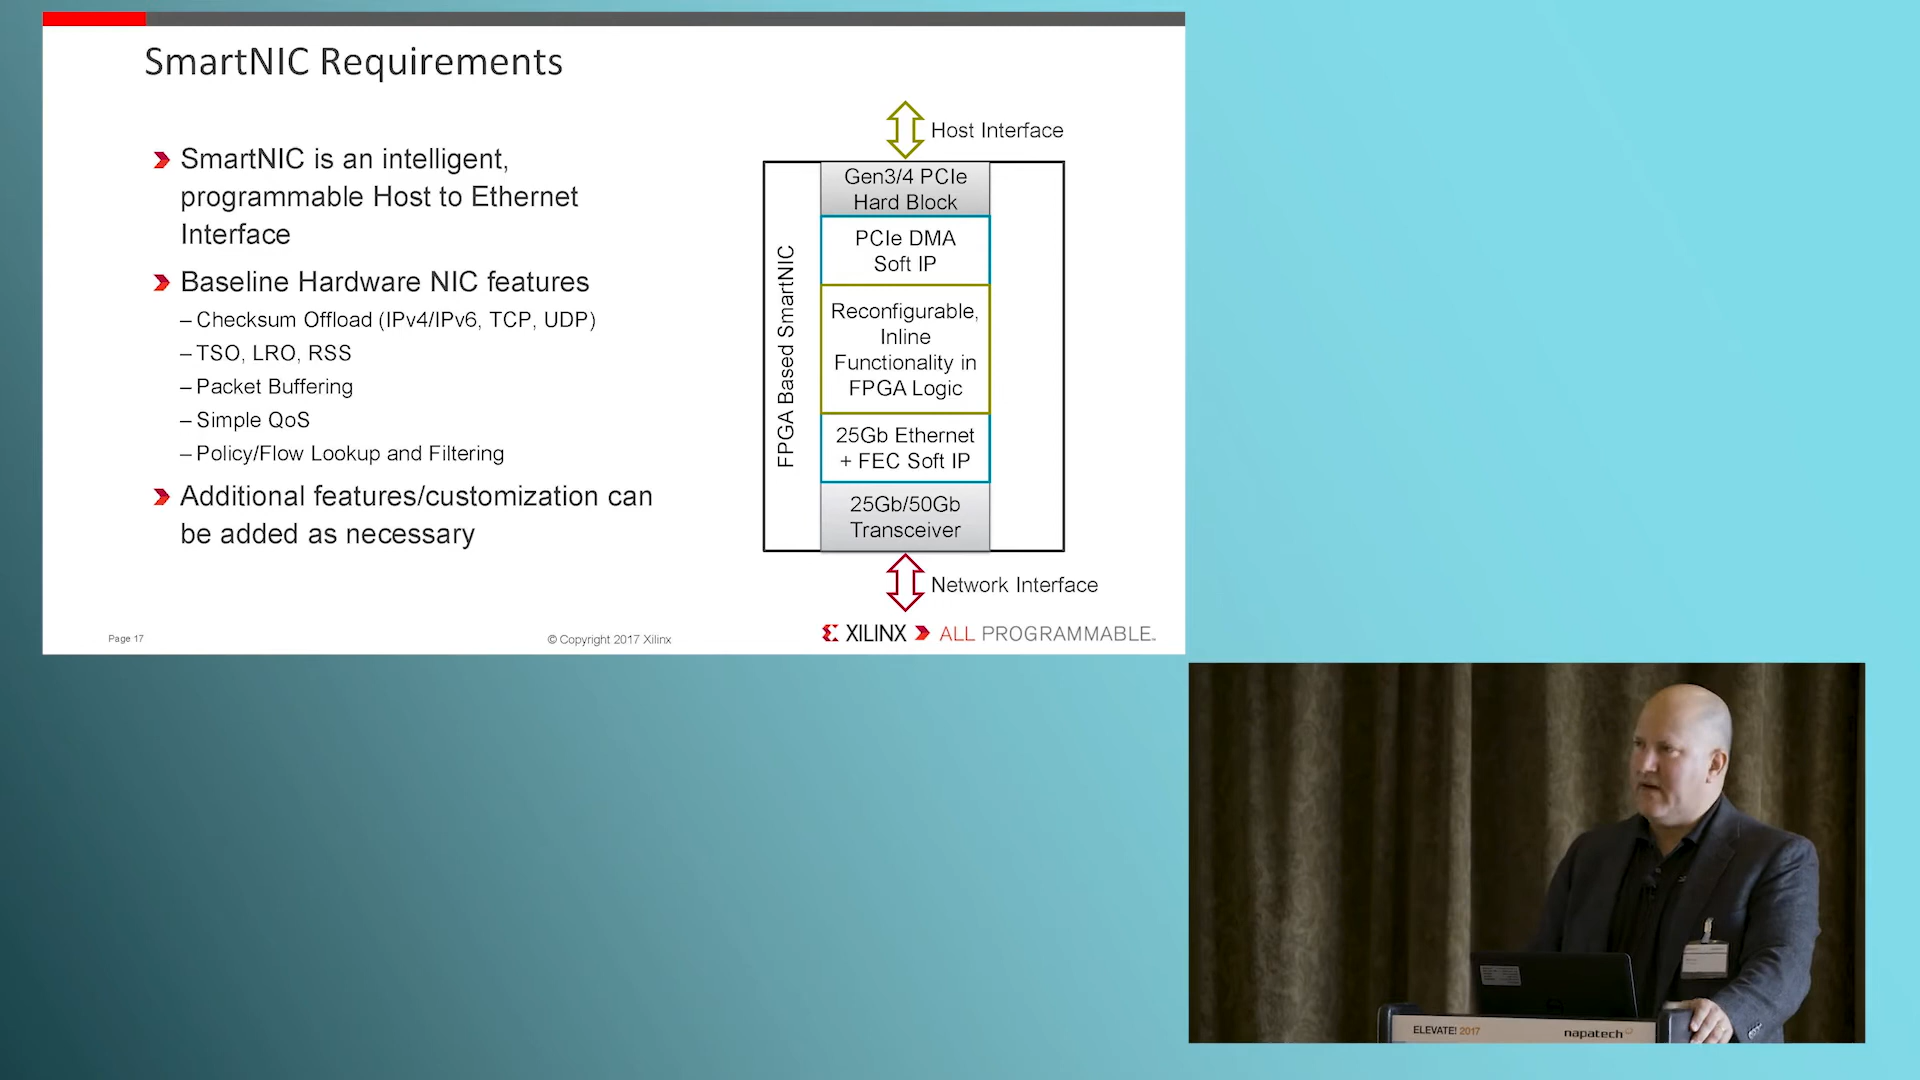 SmartNIC Requirements
SmartNIC is an intelligent,
programmable Host to Ethernet
Interface
Baseline Hardware NIC features
– Checksum Offload (IPv4/IPv6, TCP, UDP)
– TSO, LRO, RSS
– Packet Buffering
– Simple QoS
– Policy/Flow Lookup and Filtering
Additional features/customization can
be added as necessary
Host Interface
FPGA Based SmartNIC
Gen3/4 PCIe
Hard Block
PCIe DMA
Soft IP
Reconfigurable,
Inline
Functionality in
FPGA Logic
25Gb Ethernet
+ FEC Soft IP
25Gb/50Gb
Transceiver
Network Interface
Page 17
© Copyright 2017 Xilinx
XILINX ALL PROGRAMMABLE.
ELEVATE! 2017
napatech